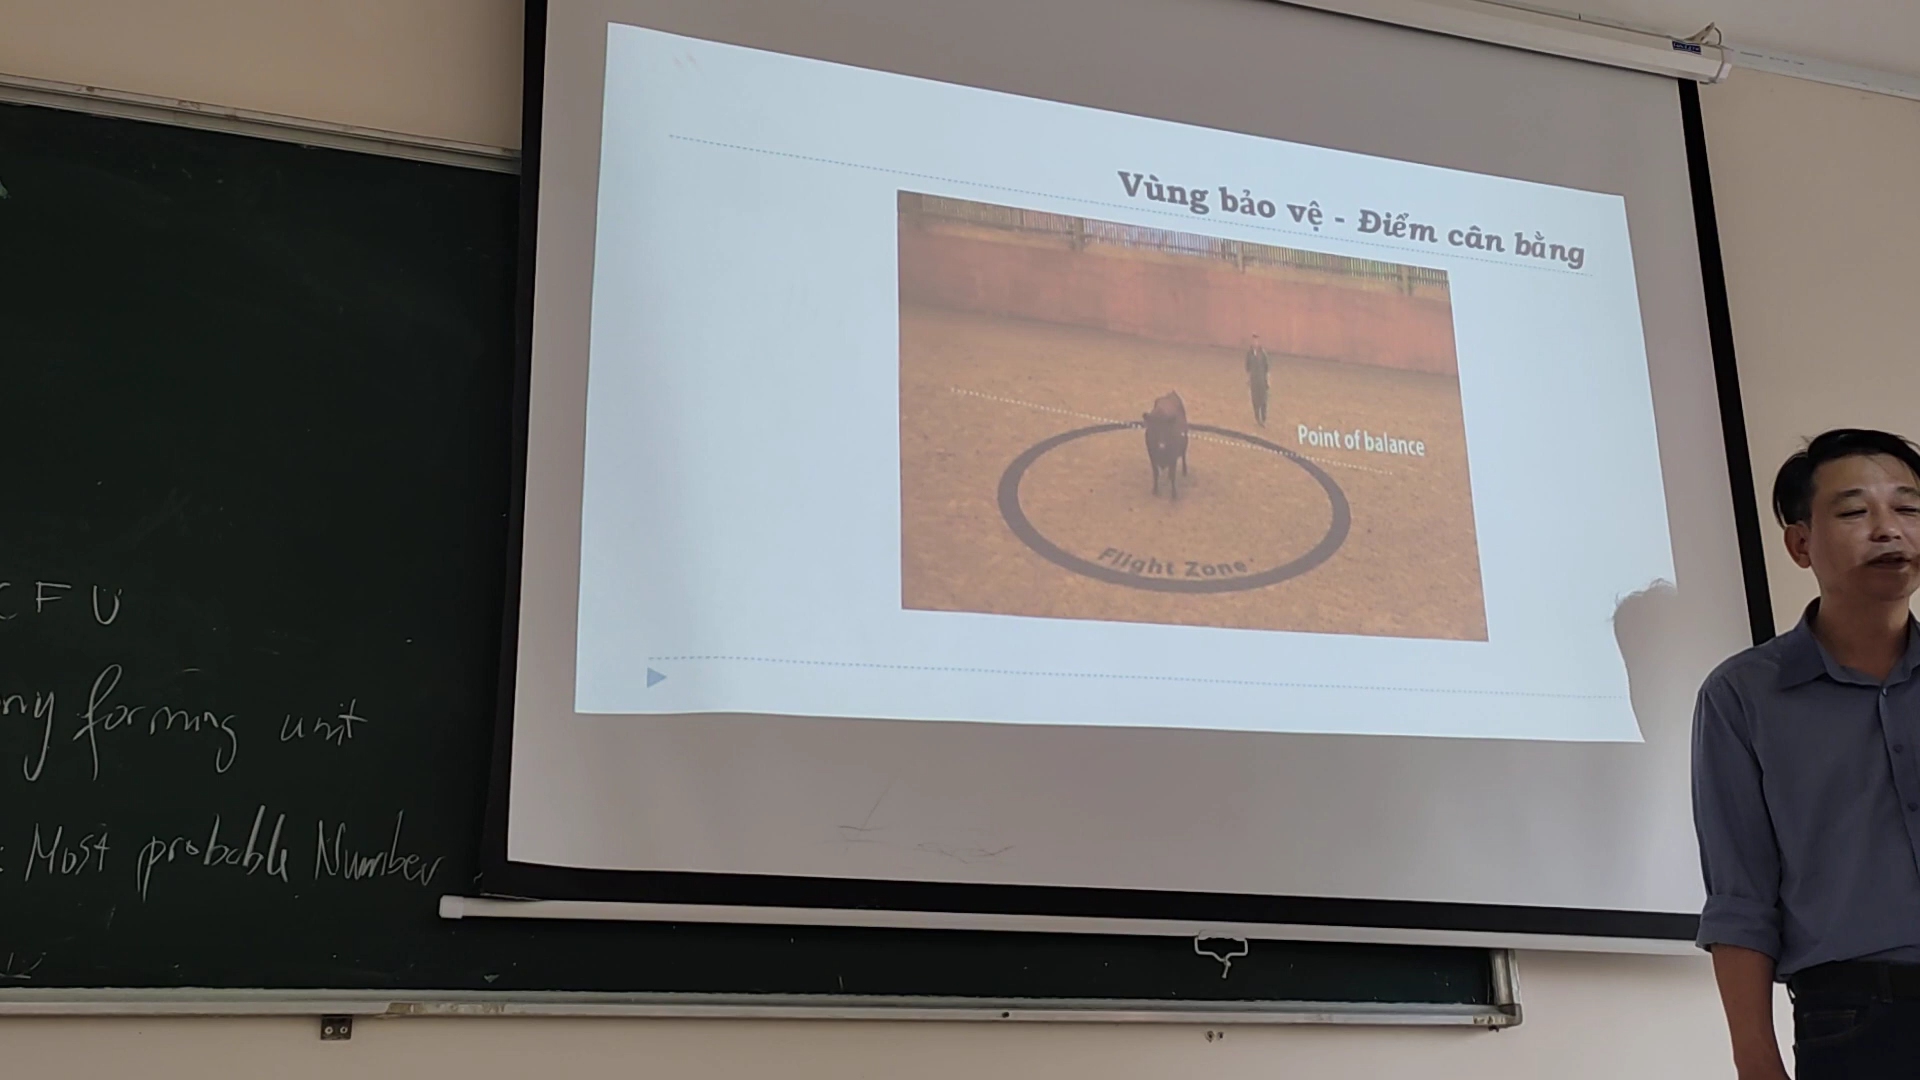 Vùng bảo vệ - Điểm cân bằng
Point of balance
Flight Zone
CFU
ny forming unit
: Most probable Number